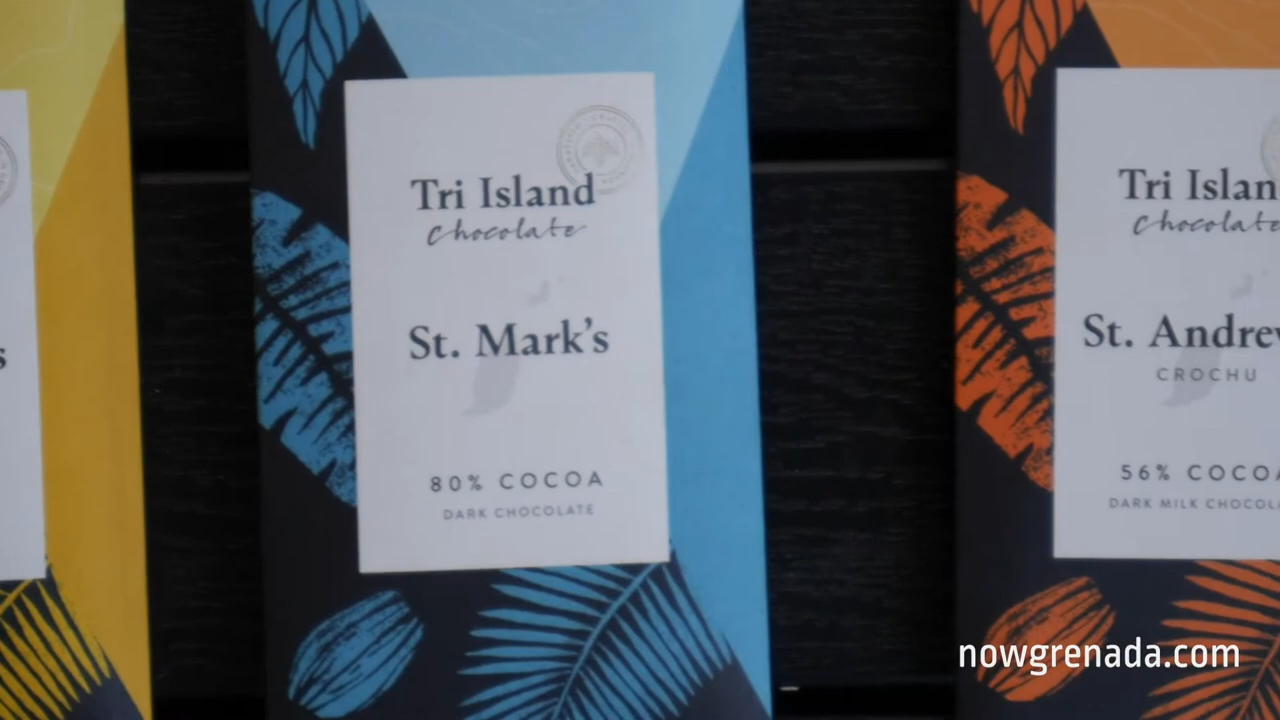 Tri Island
Chocolate
St. Mark's
80% COCOA
DARK CHOCOLATE
Tri Islan
Chocolate
St. Andrew
CROCHU
56% COCOA
DARK MILK CHOCOLA
s
nowgrenada.com